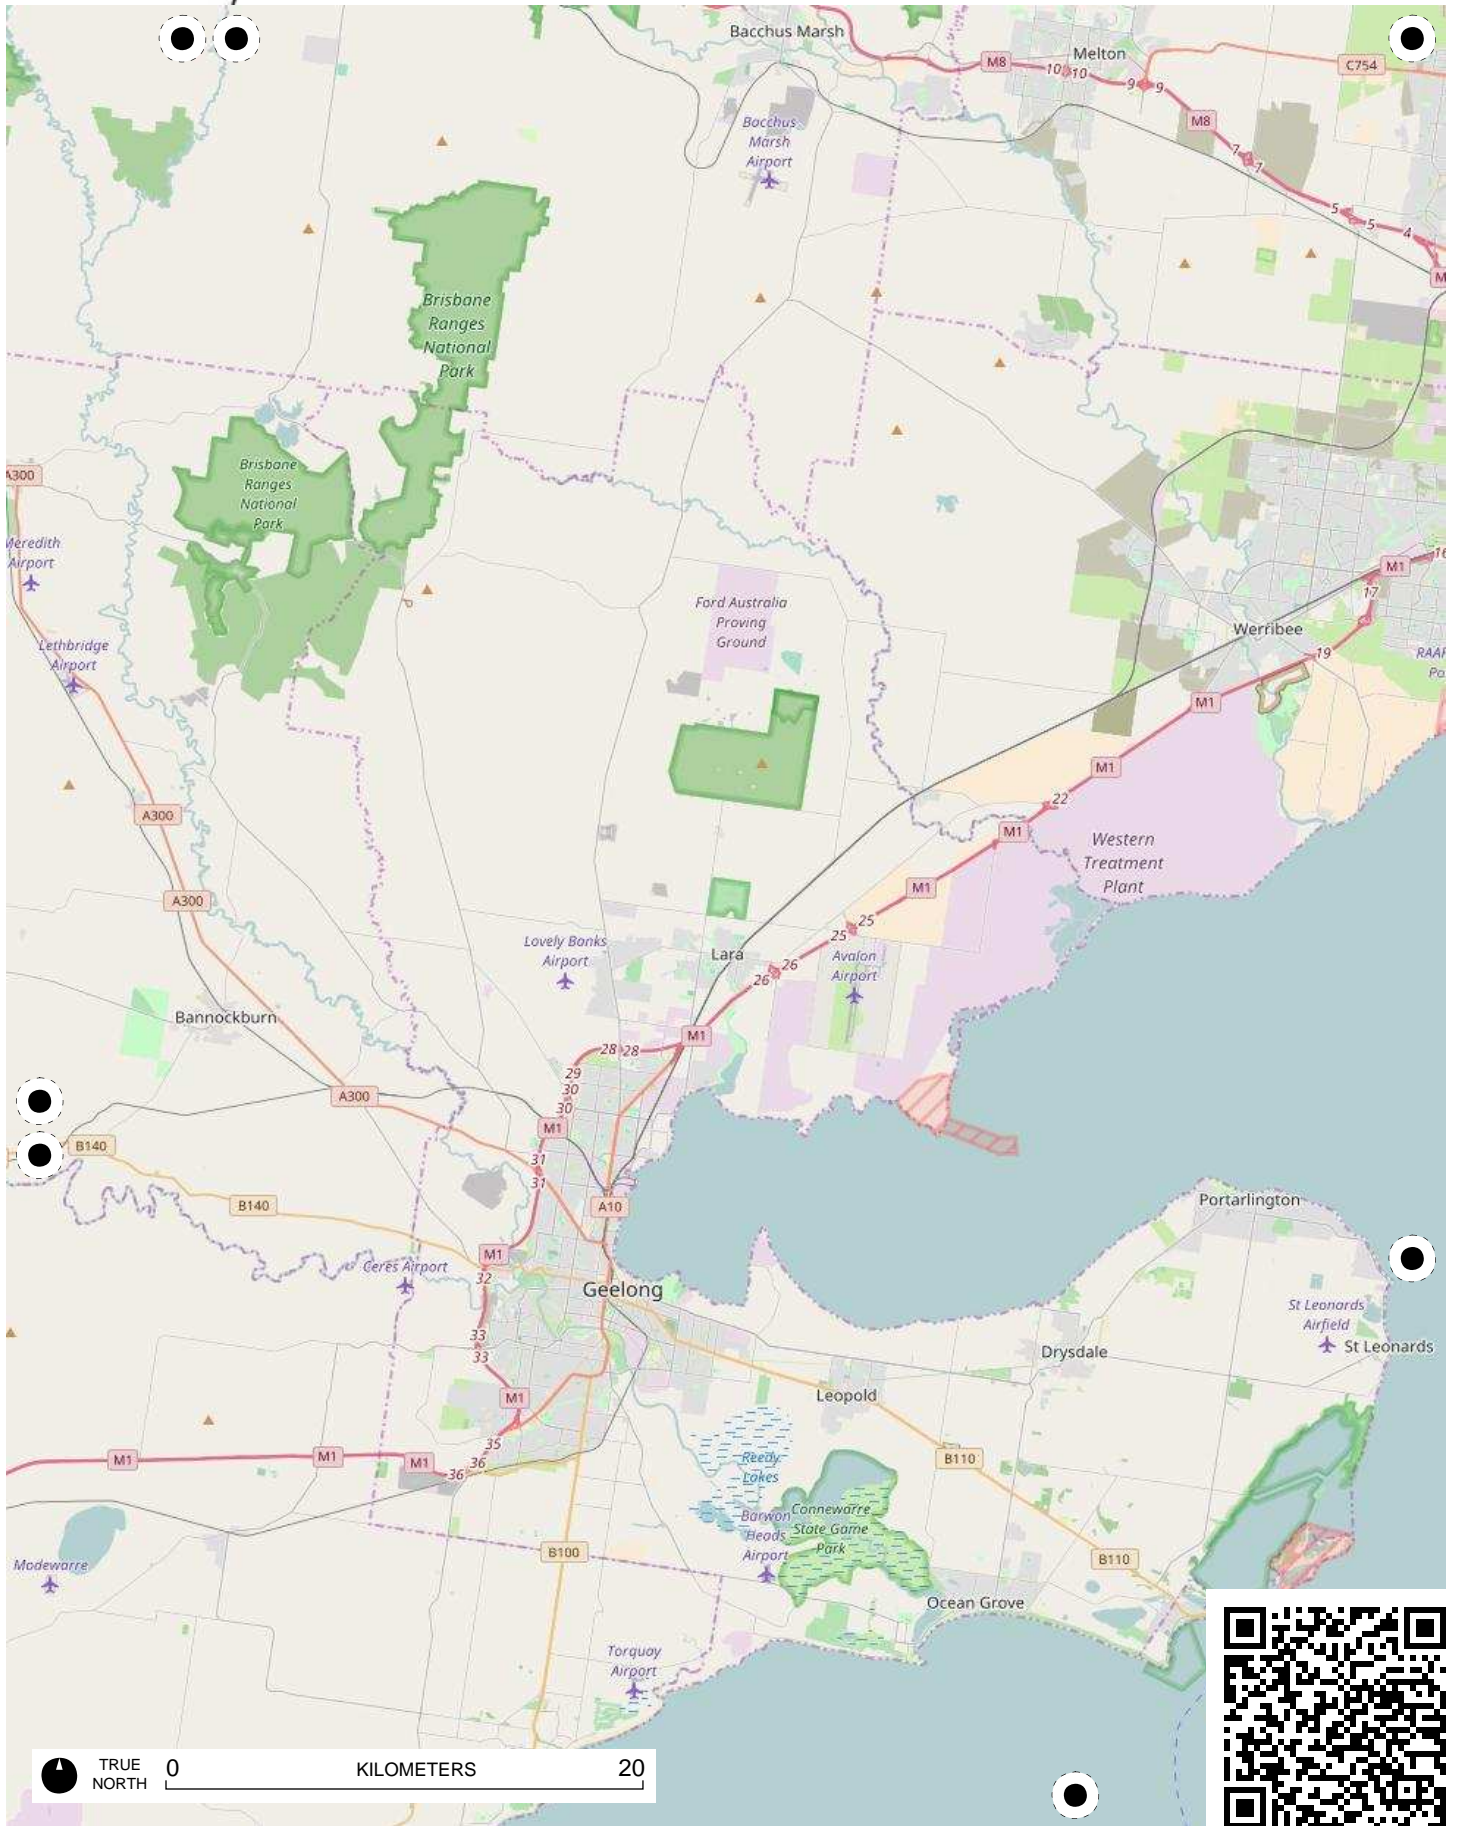 Bacchus Marsh
Melton
M8
10
10
9
9
C754
M8
Bacchus
Marsh
Airport
7
7
5
5
4
M
Brisbane
Ranges
National
Park
Brisbane
Ranges
National
Park
A300
Meredith
Airport
M1
16
17
Ford Australia
Proving
Ground
Werribee
19
Lethbridge
Airport
RAAF
Po
M1
M1
22
A300
M1
Western
Treatment
Plant
M1
A300
25
25
Lovely Banks
Airport
Lara
26
26
Avalon
Airport
Bannockburn
M1
28
28
29
30
30
A300
M1
B140
31
31
B140
A10
Portarlington
M1
Ceres Airport
32
Geelong
St Leonards
Airfield
33
33
Drysdale
St Leonards
M1
Leopold
35
M1
M1
M1
36
36
Reedy
Lakes
B110
Connewarre
State Game
Park
Barwon
Heads
Airport
B100
B110
Modewarre
Ocean Grove
Torquay
Airport
TRUE
NORTH
0
KILOMETERS
20